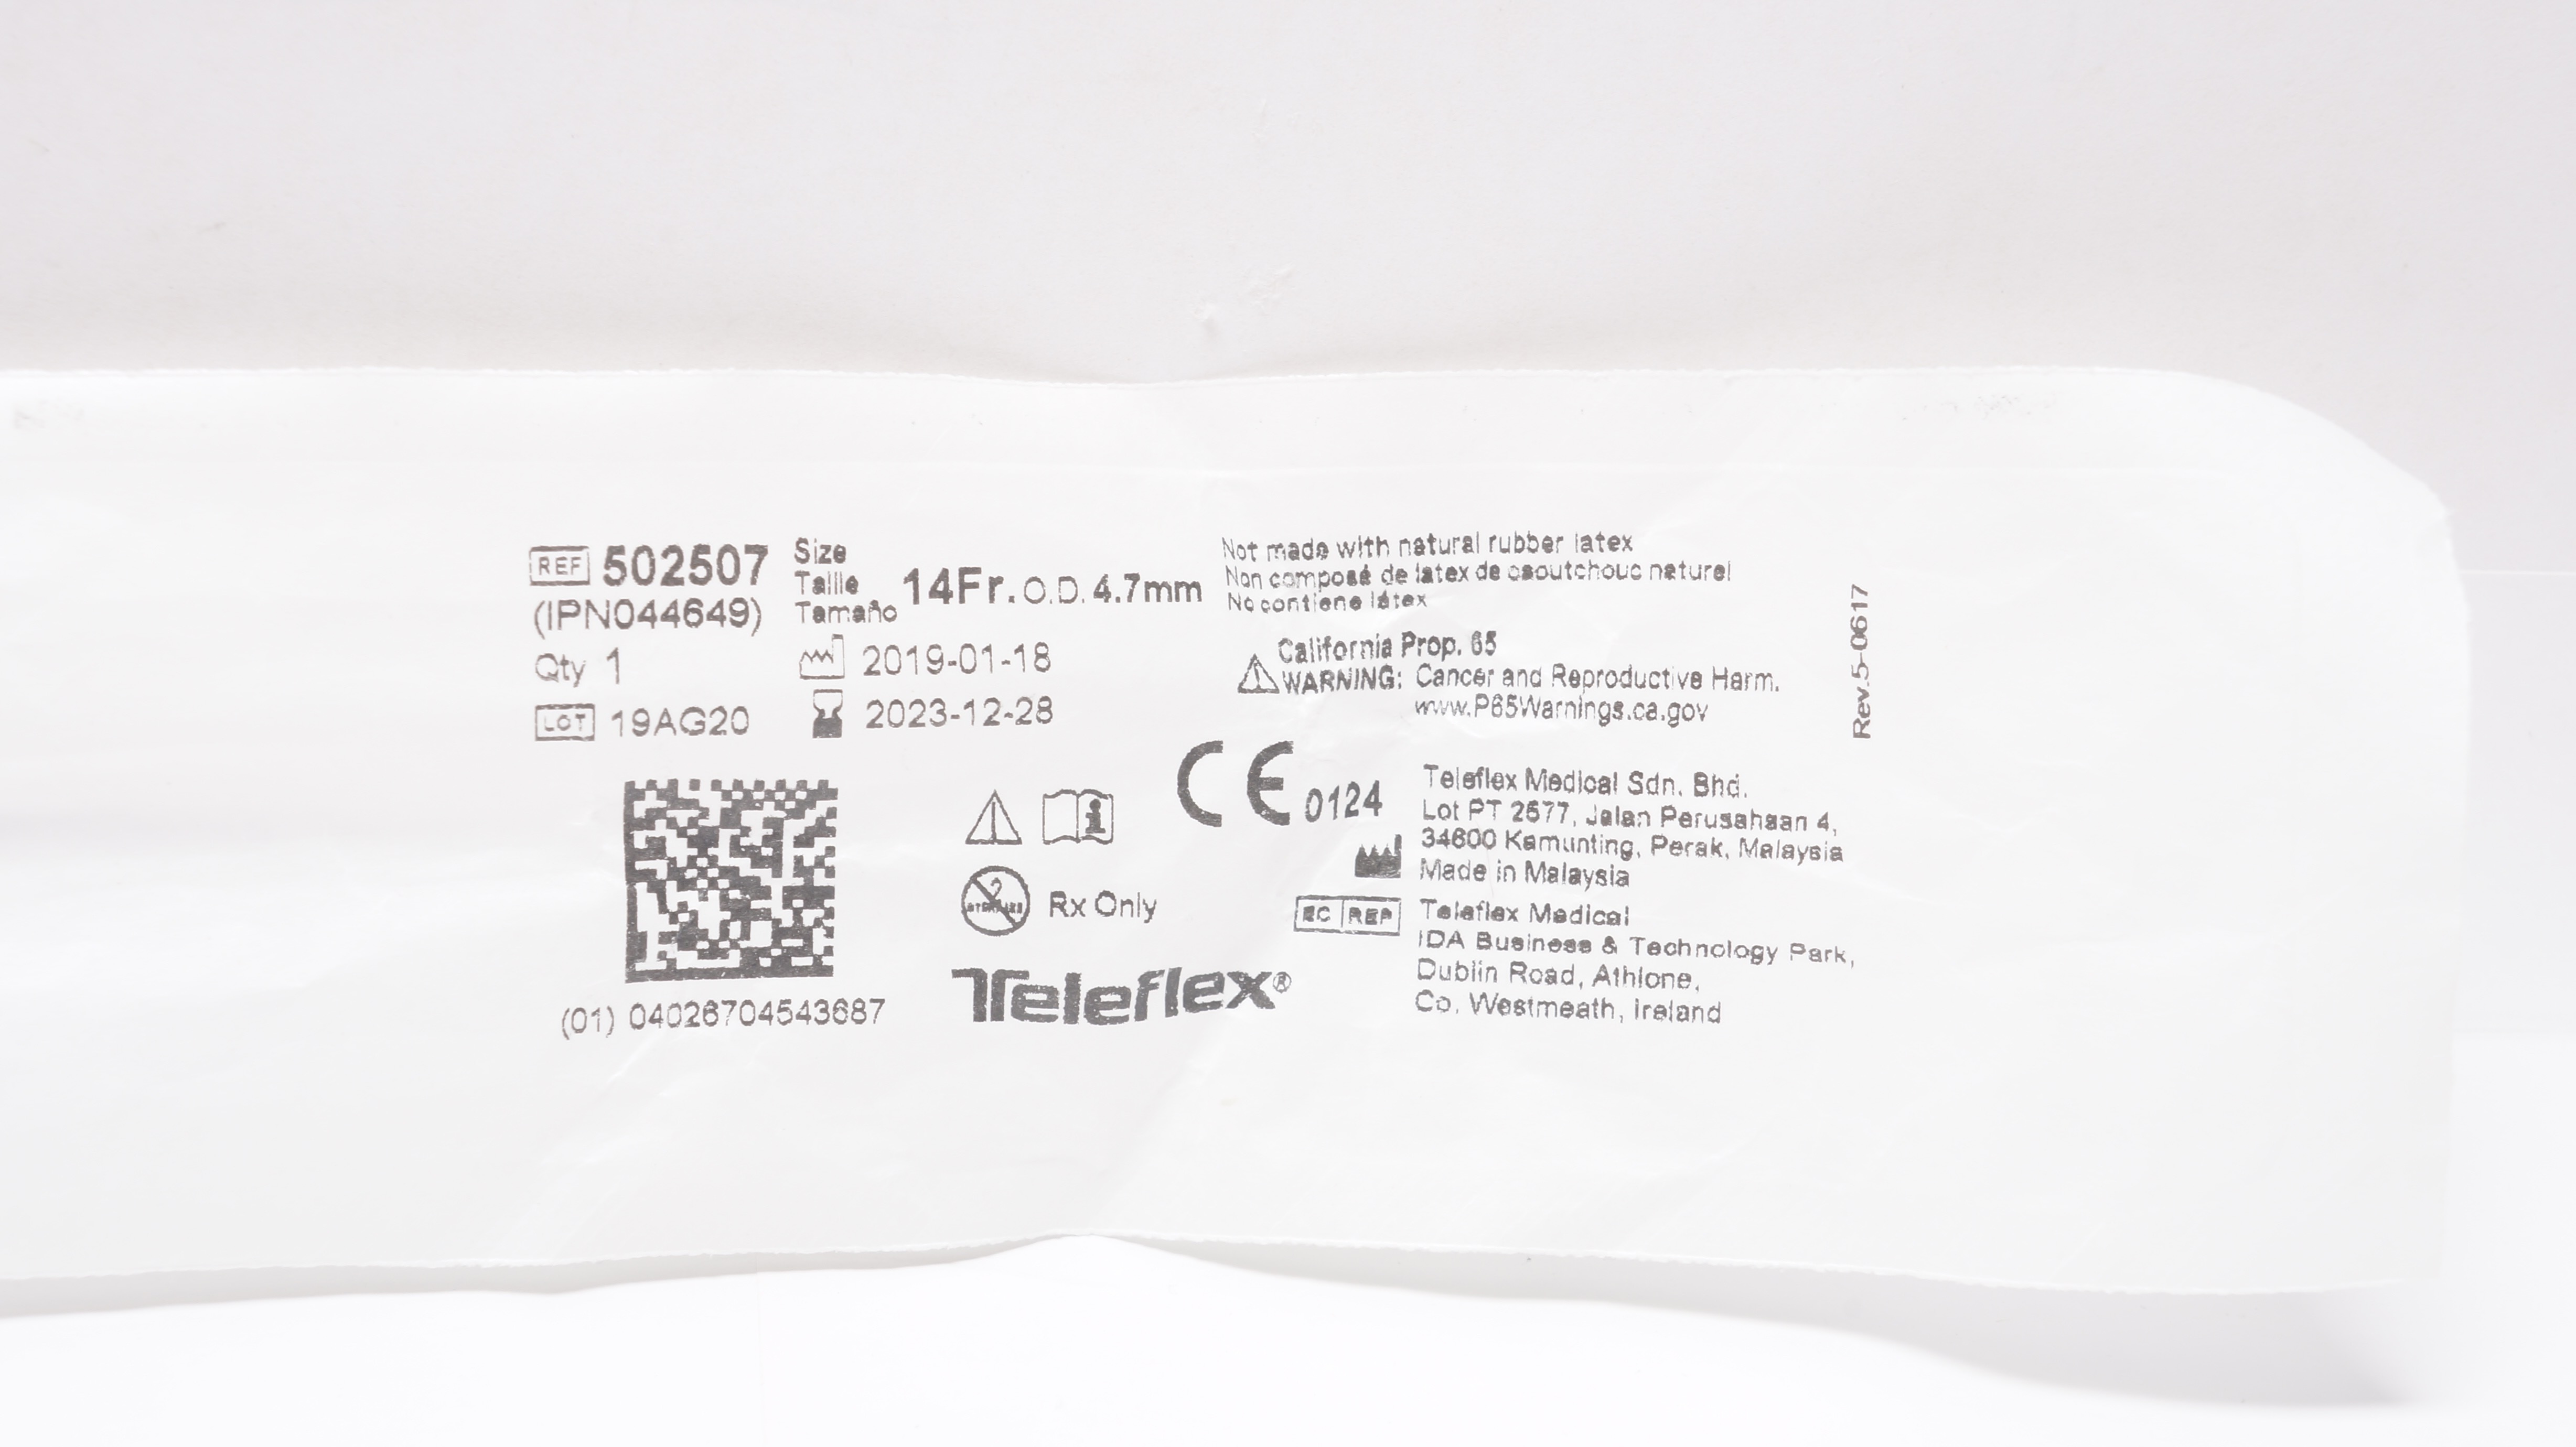 REF 502507
(IPN044649)
Qty 1
LOT 19AG20
Size
Taille
Tamaño
14Fr. O.D. 4.7mm
2019-01-18
2023-12-28
Not made with natural rubber latex
Non composé de latex de caoutchouc naturel
No contiene látex
California Prop. 65
WARNING: Cancer and Reproductive Harm.
www.P65Warnings.ca.gov
Rev.5-0617
(01) 04026704543687
2
STERILIZE
Rx Only
Teleflex®
CE 0124
Teleflex Medical Sdn. Bhd.
Lot PT 2577, Jalan Perusahaan 4,
34600 Kamunting, Perak, Malaysia
Made in Malaysia
EC REP
Teleflex Medical
IDA Business & Technology Park,
Dublin Road, Athlone,
Co. Westmeath, Ireland